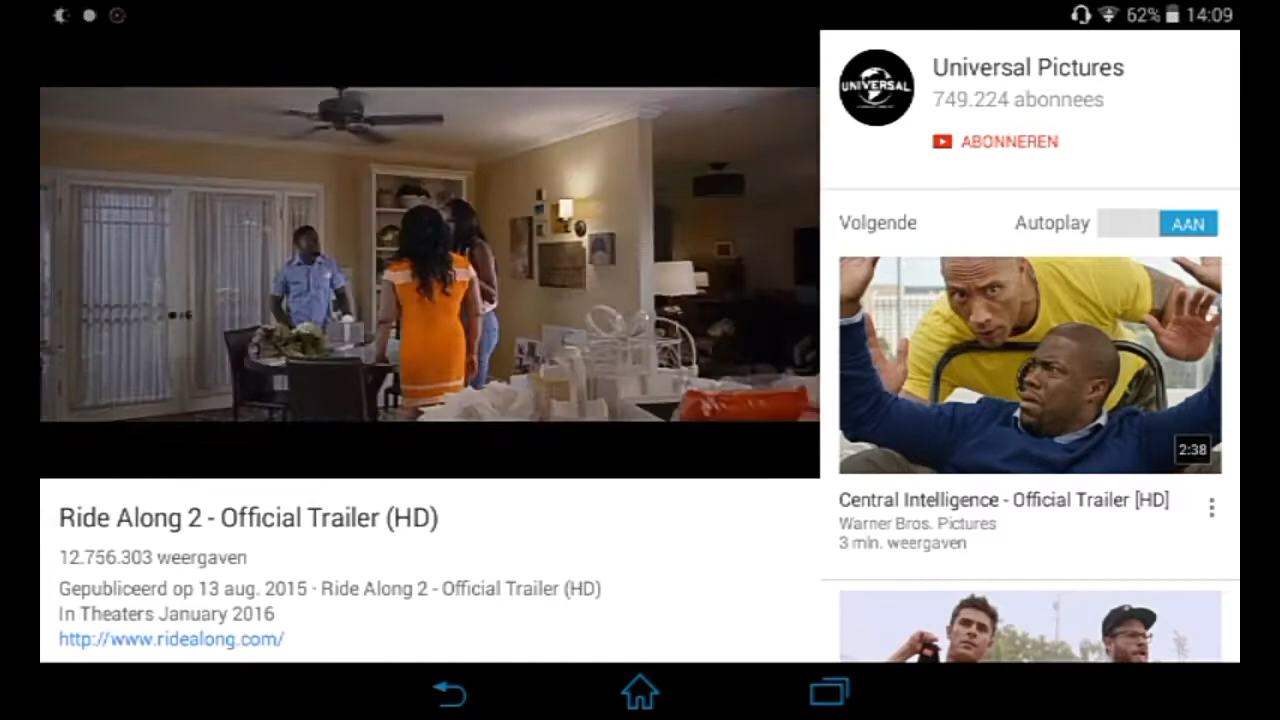 62% 14:09
UNIVERSAL
Universal Pictures
749.224 abonnees
ABONNEREN
Volgende Autoplay AAN
2:38
Central Intelligence - Official Trailer [HD]
Warner Bros. Pictures
3 mln. weergaven
Ride Along 2 - Official Trailer (HD)
12.756.303 weergaven
Gepubliceerd op 13 aug. 2015 · Ride Along 2 - Official Trailer (HD)
In Theaters January 2016
http://www.ridealong.com/